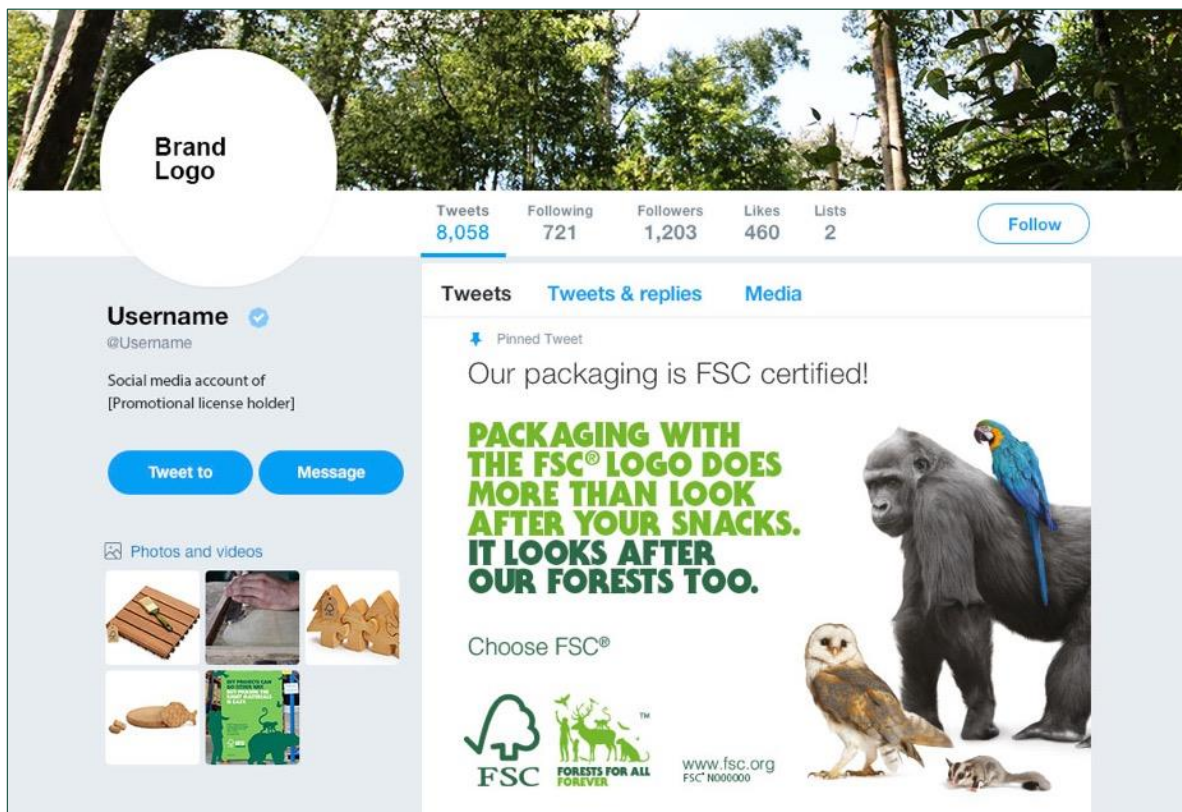 Brand
Logo
Tweets
8,058
Following
721
Followers
1,203
Likes
460
Lists
2
Follow
Username
@Username
Social media account of
[Promotional license holder]
Tweet to
Message
Photos and videos
Tweets
Tweets & replies
Media
Pinned Tweet
Our packaging is FSC certified!
PACKAGING WITH
THE FSC® LOGO DOES
MORE THAN LOOK
AFTER YOUR SNACKS.
IT LOOKS AFTER
OUR FORESTS TOO.
Choose FSC®
FSC
™
FORESTS FOR ALL
FOREVER
www.fsc.org
FSC® N000000